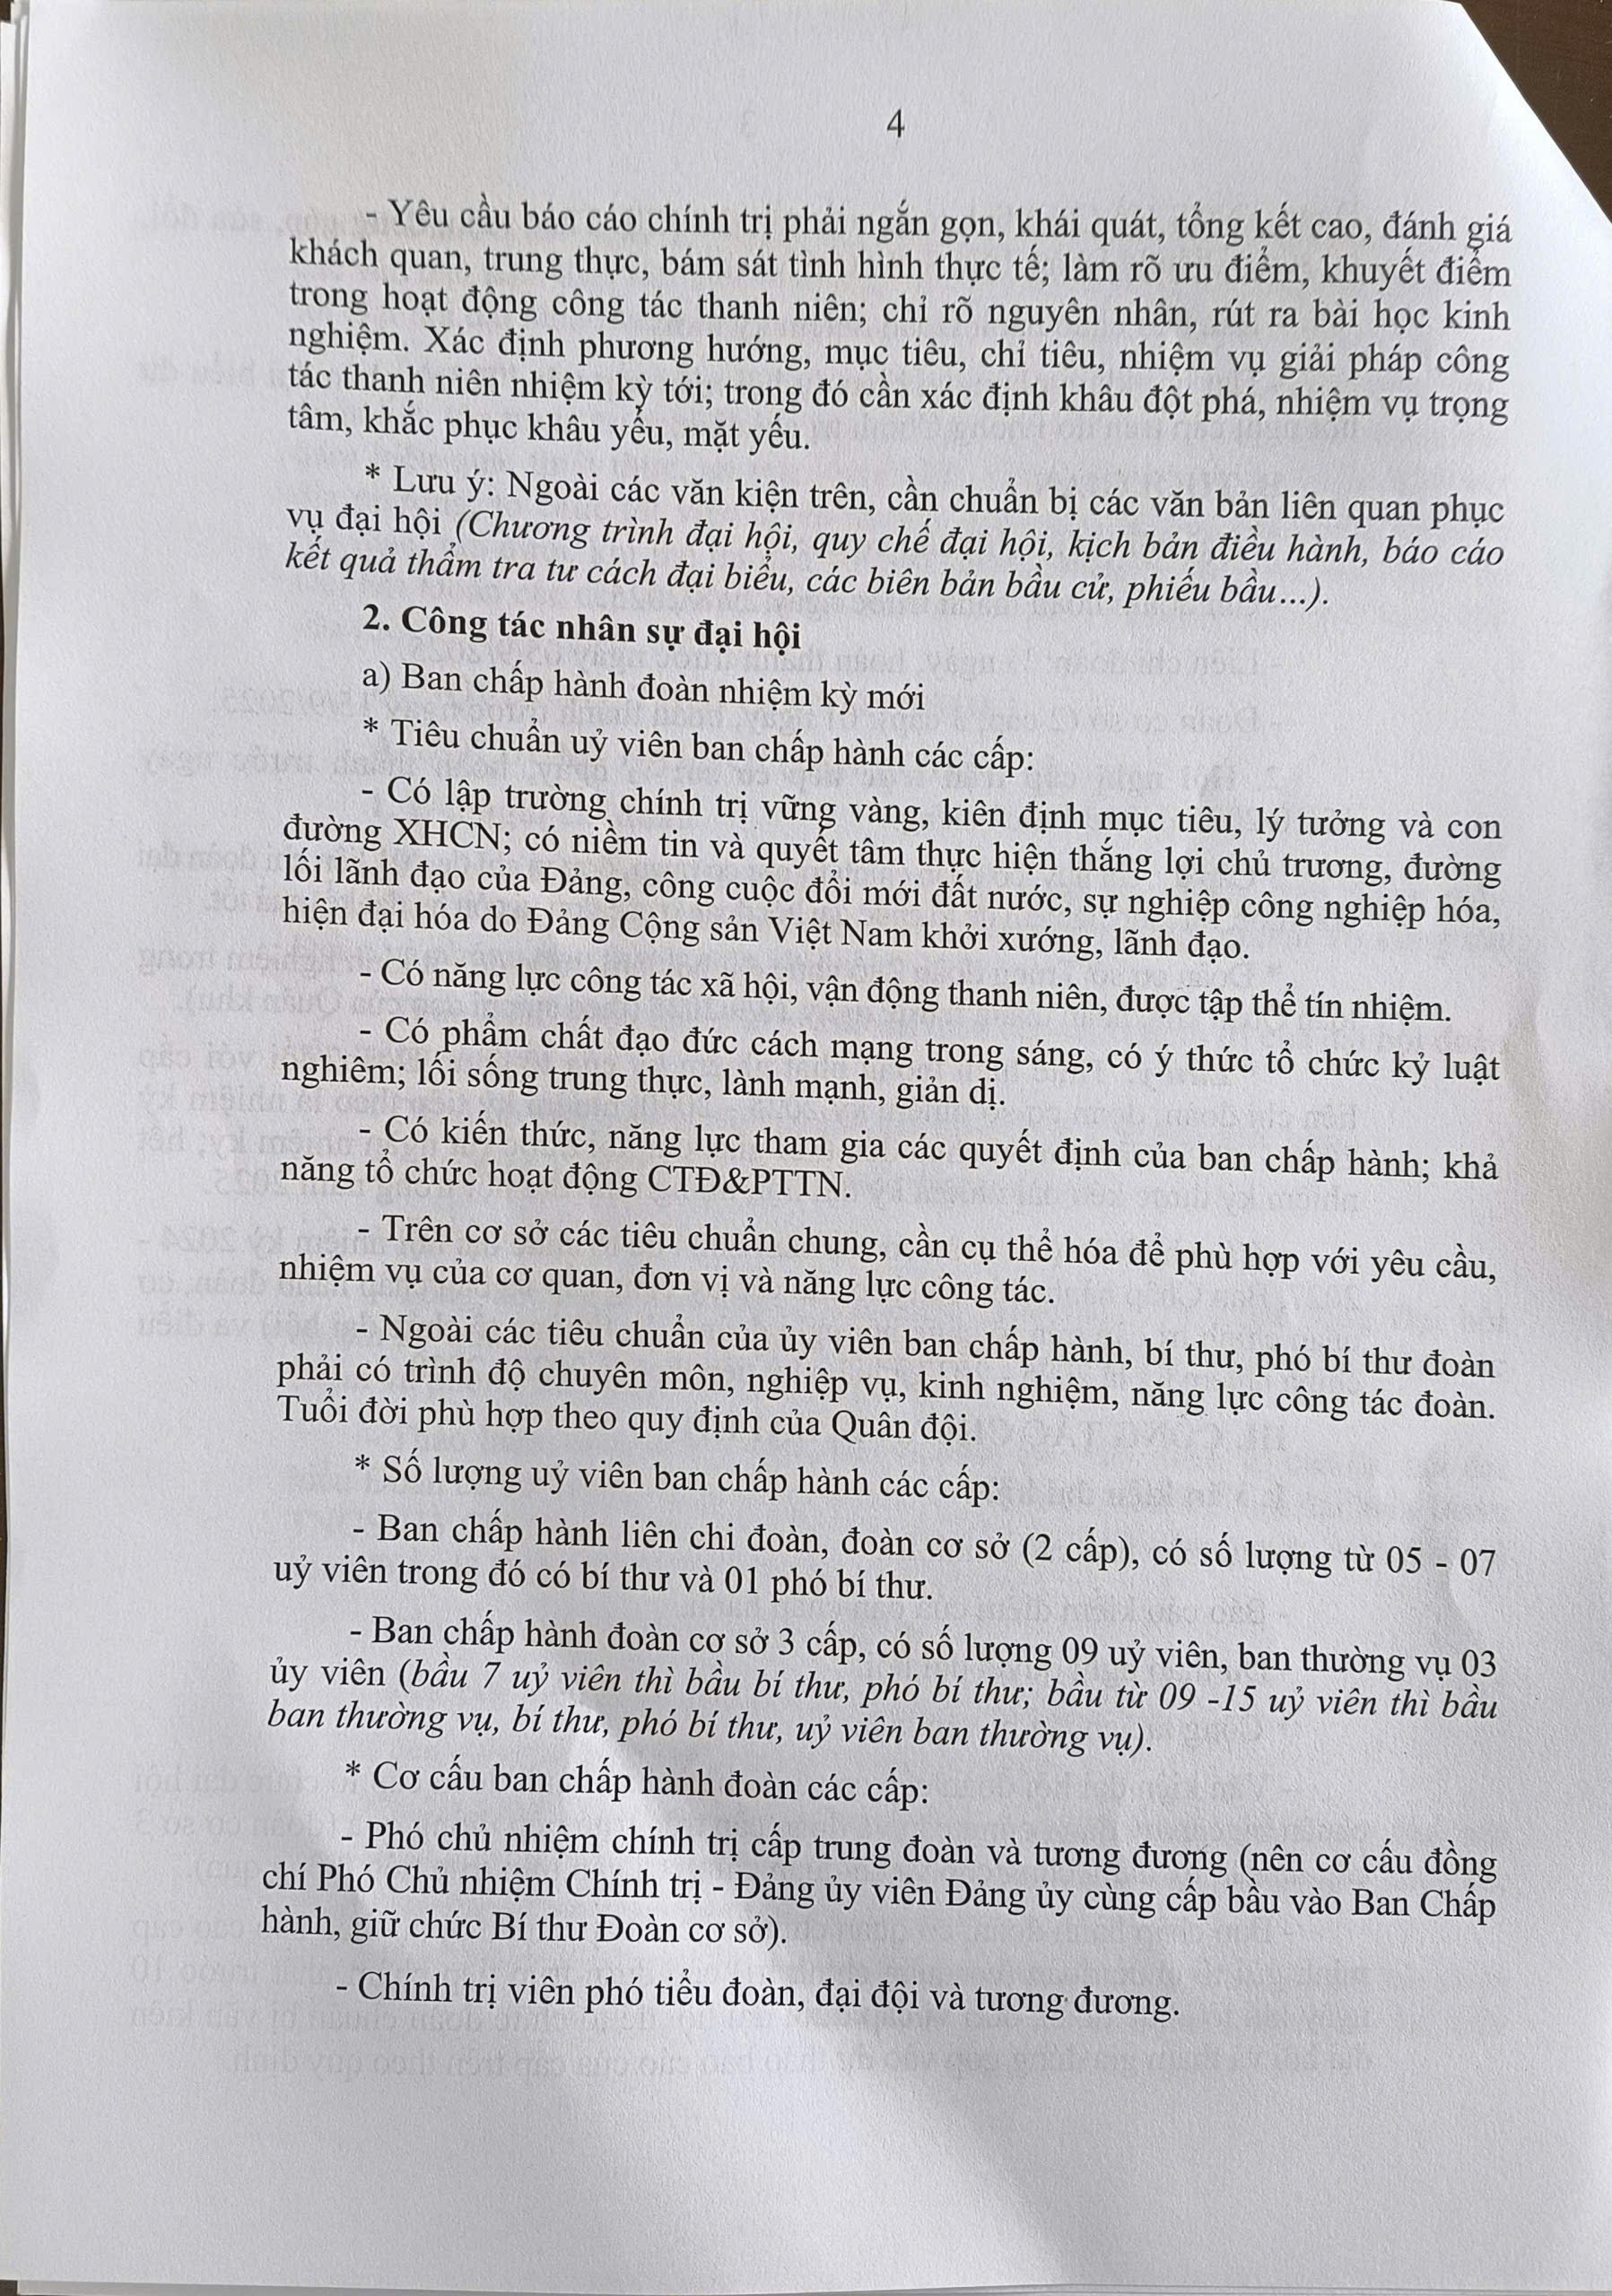 4
- Yêu cầu báo cáo chính trị phải ngắn gọn, khái quát, tổng kết cao, đánh giá
khách quan, trung thực, bám sát tình hình thực tế; làm rõ ưu điểm, khuyết điểm
trong hoạt động công tác thanh niên; chỉ rõ nguyên nhân, rút ra bài học kinh
nghiệm. Xác định phương hướng, mục tiêu, chỉ tiêu, nhiệm vụ giải pháp công
tác thanh niên nhiệm kỳ tới; trong đó cần xác định khâu đột phá, nhiệm vụ trọng
tâm, khắc phục khâu yếu, mặt yếu.
* Lưu ý: Ngoài các văn kiện trên, cần chuẩn bị các văn bản liên quan phục
vụ đại hội (Chương trình đại hội, quy chế đại hội, kịch bản điều hành, báo cáo
kết quả thẩm tra tư cách đại biểu, các biên bản bầu cử, phiếu bầu...).
2. Công tác nhân sự đại hội
a) Ban chấp hành đoàn nhiệm kỳ mới
* Tiêu chuẩn uỷ viên ban chấp hành các cấp:
- Có lập trường chính trị vững vàng, kiên định mục tiêu, lý tưởng và con
đường XHCN; có niềm tin và quyết tâm thực hiện thắng lợi chủ trương, đường
lối lãnh đạo của Đảng, công cuộc đổi mới đất nước, sự nghiệp công nghiệp hóa,
hiện đại hóa do Đảng Cộng sản Việt Nam khởi xướng, lãnh đạo.
- Có năng lực công tác xã hội, vận động thanh niên, được tập thể tín nhiệm.
- Có phẩm chất đạo đức cách mạng trong sáng, có ý thức tổ chức kỷ luật
nghiêm; lối sống trung thực, lành mạnh, giản dị.
- Có kiến thức, năng lực tham gia các quyết định của ban chấp hành; khả
năng tổ chức hoạt động CTĐ&PTTN.
- Trên cơ sở các tiêu chuẩn chung, cần cụ thể hóa để phù hợp với yêu cầu,
nhiệm vụ của cơ quan, đơn vị và năng lực công tác.
- Ngoài các tiêu chuẩn của ủy viên ban chấp hành, bí thư, phó bí thư đoàn
phải có trình độ chuyên môn, nghiệp vụ, kinh nghiệm, năng lực công tác đoàn.
Tuổi đời phù hợp theo quy định của Quân đội.
* Số lượng uỷ viên ban chấp hành các cấp:
- Ban chấp hành liên chi đoàn, đoàn cơ sở (2 cấp), có số lượng từ 05 - 07
uỷ viên trong đó có bí thư và 01 phó bí thư.
- Ban chấp hành đoàn cơ sở 3 cấp, có số lượng 09 uỷ viên, ban thường vụ 03
ủy viên (bầu 7 uỷ viên thì bầu bí thư, phó bí thư; bầu từ 09 -15 uỷ viên thì bầu
ban thường vụ, bí thư, phó bí thư, uỷ viên ban thường vụ).
* Cơ cấu ban chấp hành đoàn các cấp:
- Phó chủ nhiệm chính trị cấp trung đoàn và tương đương (nên cơ cấu đồng
chí Phó Chủ nhiệm Chính trị - Đảng ủy viên Đảng ủy cùng cấp bầu vào Ban Chấp
hành, giữ chức Bí thư Đoàn cơ sở).
- Chính trị viên phó tiểu đoàn, đại đội và tương đương.